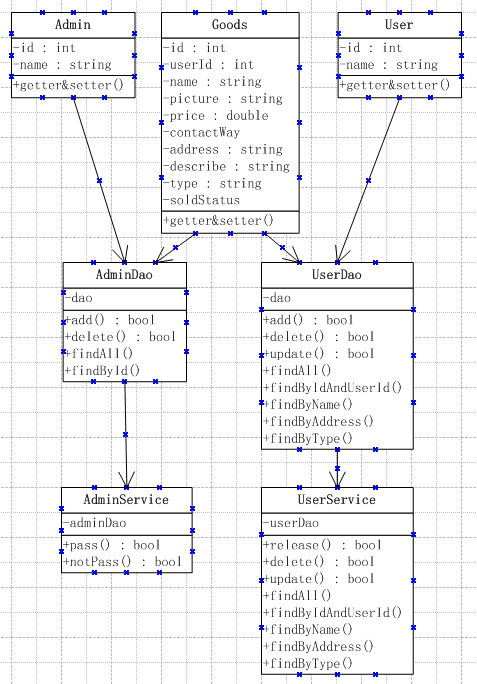 Admin
-id : int
-name : string
+getter&setter()
Goods
-id : int
-userId : int
-name : string
-picture : string
-price : double
-contactWay
-address : string
-describe : string
-type : string
-soldStatus
+getter&setter()
User
-id : int
-name : string
+getter&setter()
AdminDao
-dao
+add() : bool
+delete() : bool
+findAll()
+findById()
UserDao
-dao
+add() : bool
+delete() : bool
+update() : bool
+findAll()
+findByIdAndUserId()
+findByName()
+findByAddress()
+findByType()
AdminService
-adminDao
+pass() : bool
+notPass() : bool
UserService
-userDao
+release() : bool
+delete() : bool
+update() : bool
+findAll()
+findByIdAndUserId()
+findByName()
+findByAddress()
+findByType()